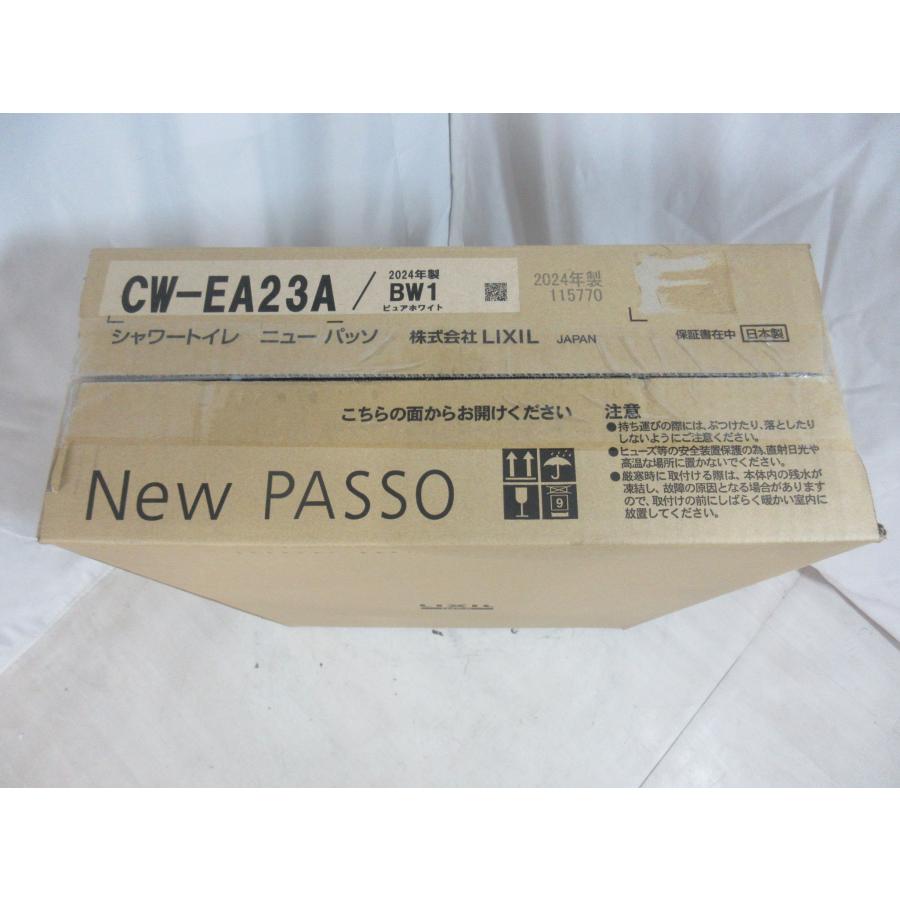 CW-EA23A / 2024年製
BW1
ピュアホワイト
2024年製
115770
シャワートイレ ニュー パッソ 株式会社 LIXIL JAPAN 保証書在中 日本製
こちらの面からお開けください
New PASSO
9
注意
●持ち運びの際には、ぶつけたり、落としたり
しないようにご注意ください。
●ヒューズ等の安全装置保護の為、直射日光や
高温な場所に置かないでください。
●厳寒時に取付ける際は、本体内の残水が
凍結し、故障の原因となる場合があります
ので、取付けの前にしばらく暖かい室内に
放置してください。
LIXIL